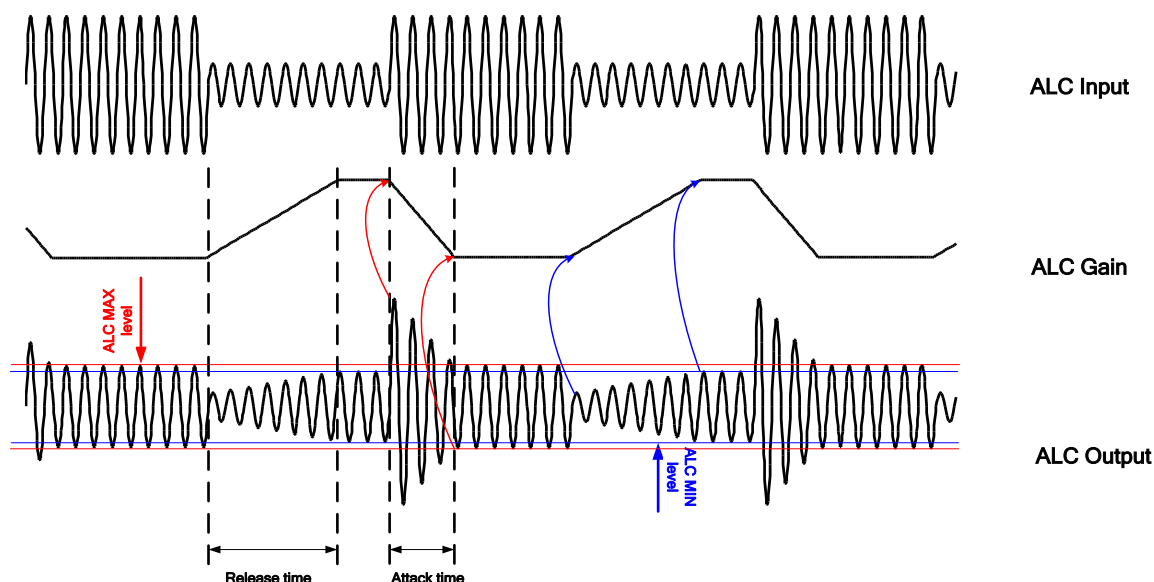 ALC Input
ALC Gain
ALC MAX
level
ALC MIN
level
ALC Output
Release time
Attack time